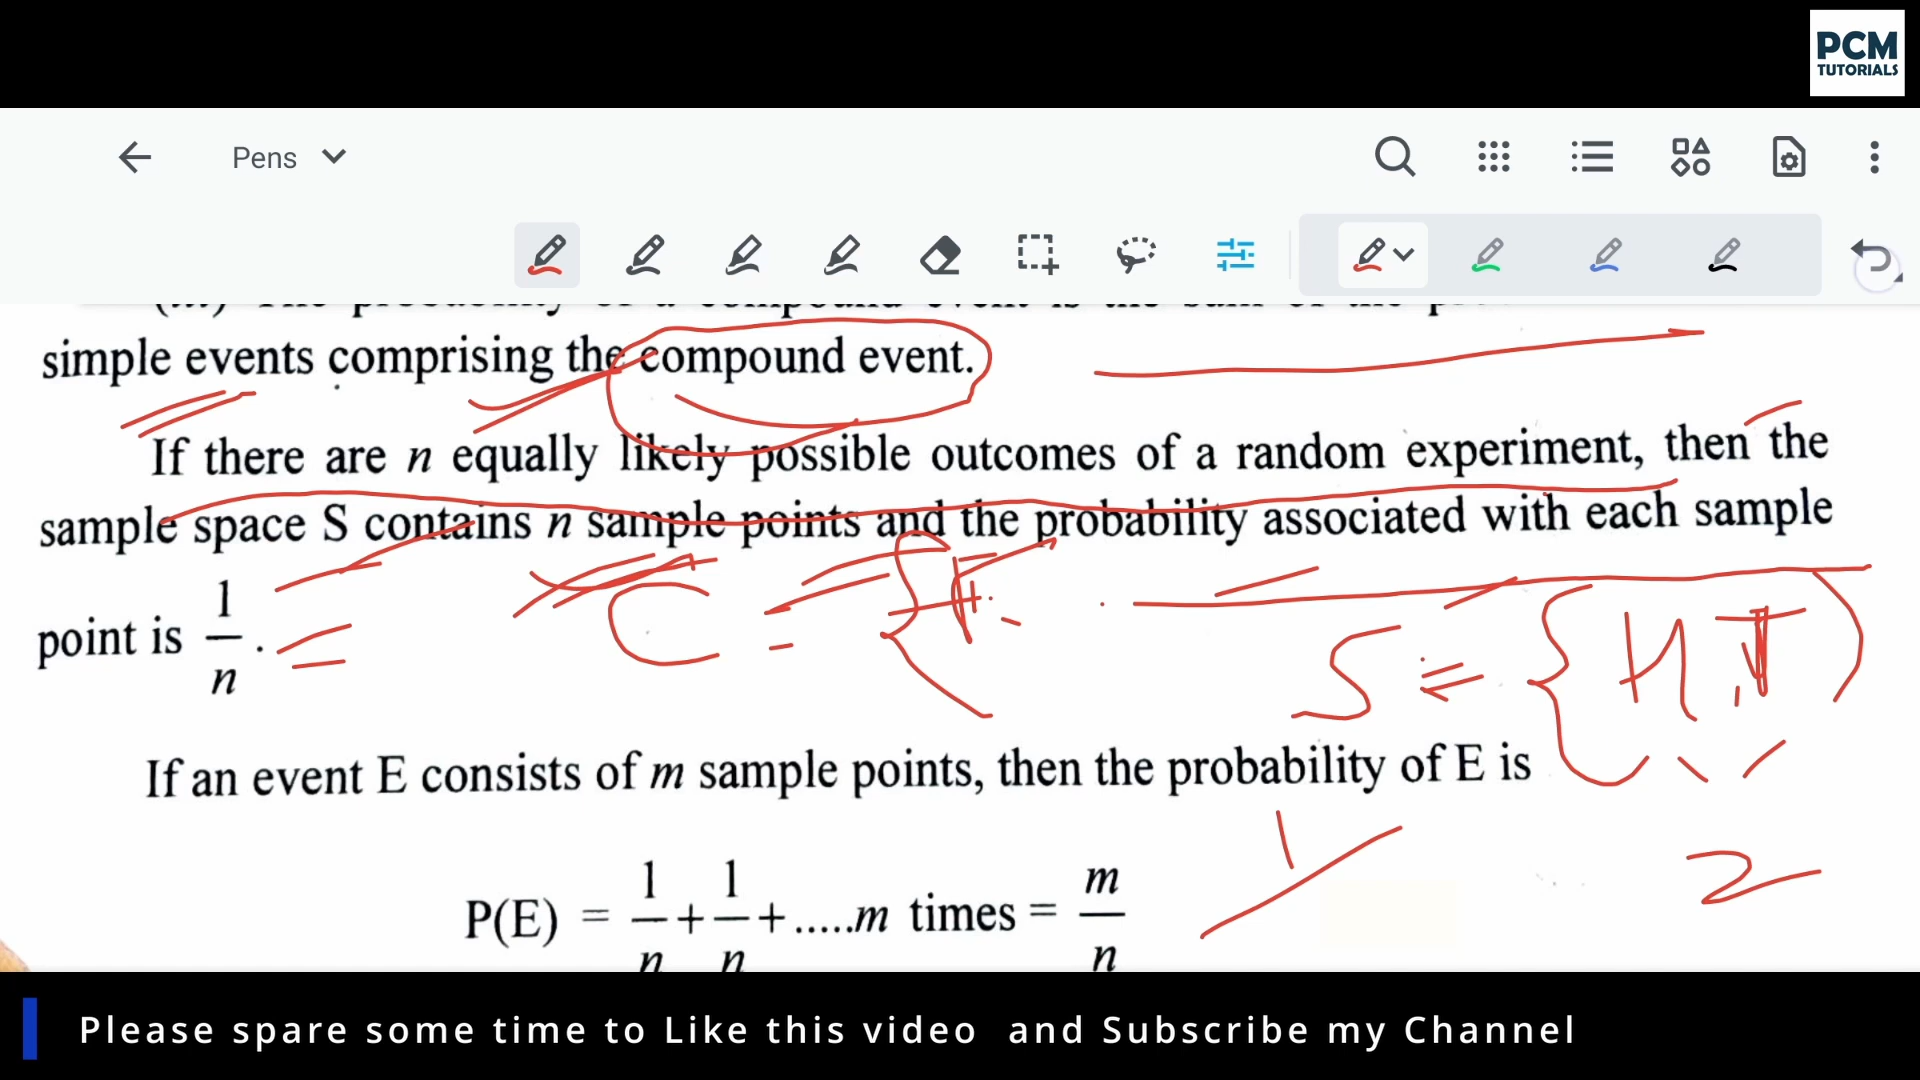 PCM
TUTORIALS
Pens
simple events comprising the compound event.
If there are n equally likely possible outcomes of a random experiment, then the
sample space S contains n sample points and the probability associated with each sample
point is 1/n.
S = {H, T}
If an event E consists of m sample points, then the probability of E is
1
2
P(E) = 1/n + 1/n + .....m times = m/n
Please spare some time to Like this video and Subscribe my Channel